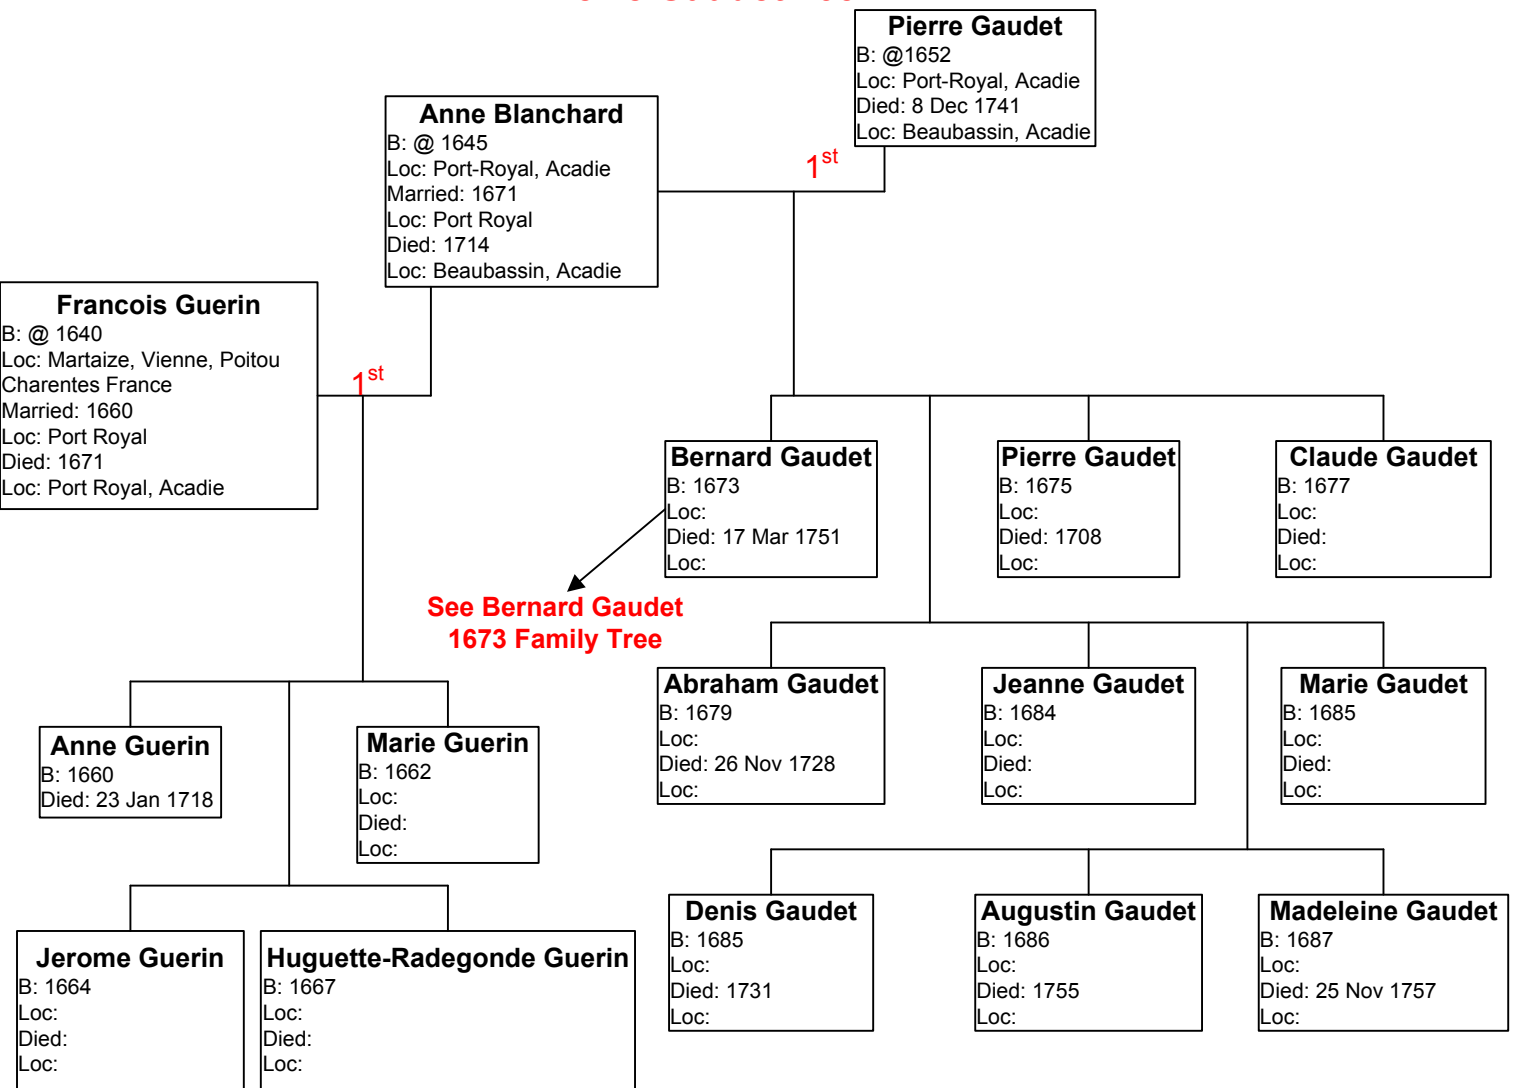 Pierre Gaudet
B: @1652
Loc: Port-Royal, Acadie
Died: 8 Dec 1741
Loc: Beaubassin, Acadie
Anne Blanchard
B: @ 1645
Loc: Port-Royal, Acadie
Married: 1671
Loc: Port Royal
Died: 1714
Loc: Beaubassin, Acadie
1st
Francois Guerin
B: @ 1640
Loc: Martaize, Vienne, Poitou
Charentes France
Married: 1660
Loc: Port Royal
Died: 1671
Loc: Port Royal, Acadie
1st
Bernard Gaudet
B: 1673
Loc:
Died: 17 Mar 1751
Loc:
Pierre Gaudet
B: 1675
Loc:
Died: 1708
Loc:
Claude Gaudet
B: 1677
Loc:
Died:
Loc:
See Bernard Gaudet
1673 Family Tree
Abraham Gaudet
B: 1679
Loc:
Died: 26 Nov 1728
Loc:
Jeanne Gaudet
B: 1684
Loc:
Died:
Loc:
Marie Gaudet
B: 1685
Loc:
Died:
Loc:
Anne Guerin
B: 1660
Died: 23 Jan 1718
Marie Guerin
B: 1662
Loc:
Died:
Loc:
Denis Gaudet
B: 1685
Loc:
Died: 1731
Loc:
Augustin Gaudet
B: 1686
Loc:
Died: 1755
Loc:
Madeleine Gaudet
B: 1687
Loc:
Died: 25 Nov 1757
Loc:
Jerome Guerin
B: 1664
Loc:
Died:
Loc:
Huguette-Radegonde Guerin
B: 1667
Loc:
Died:
Loc: